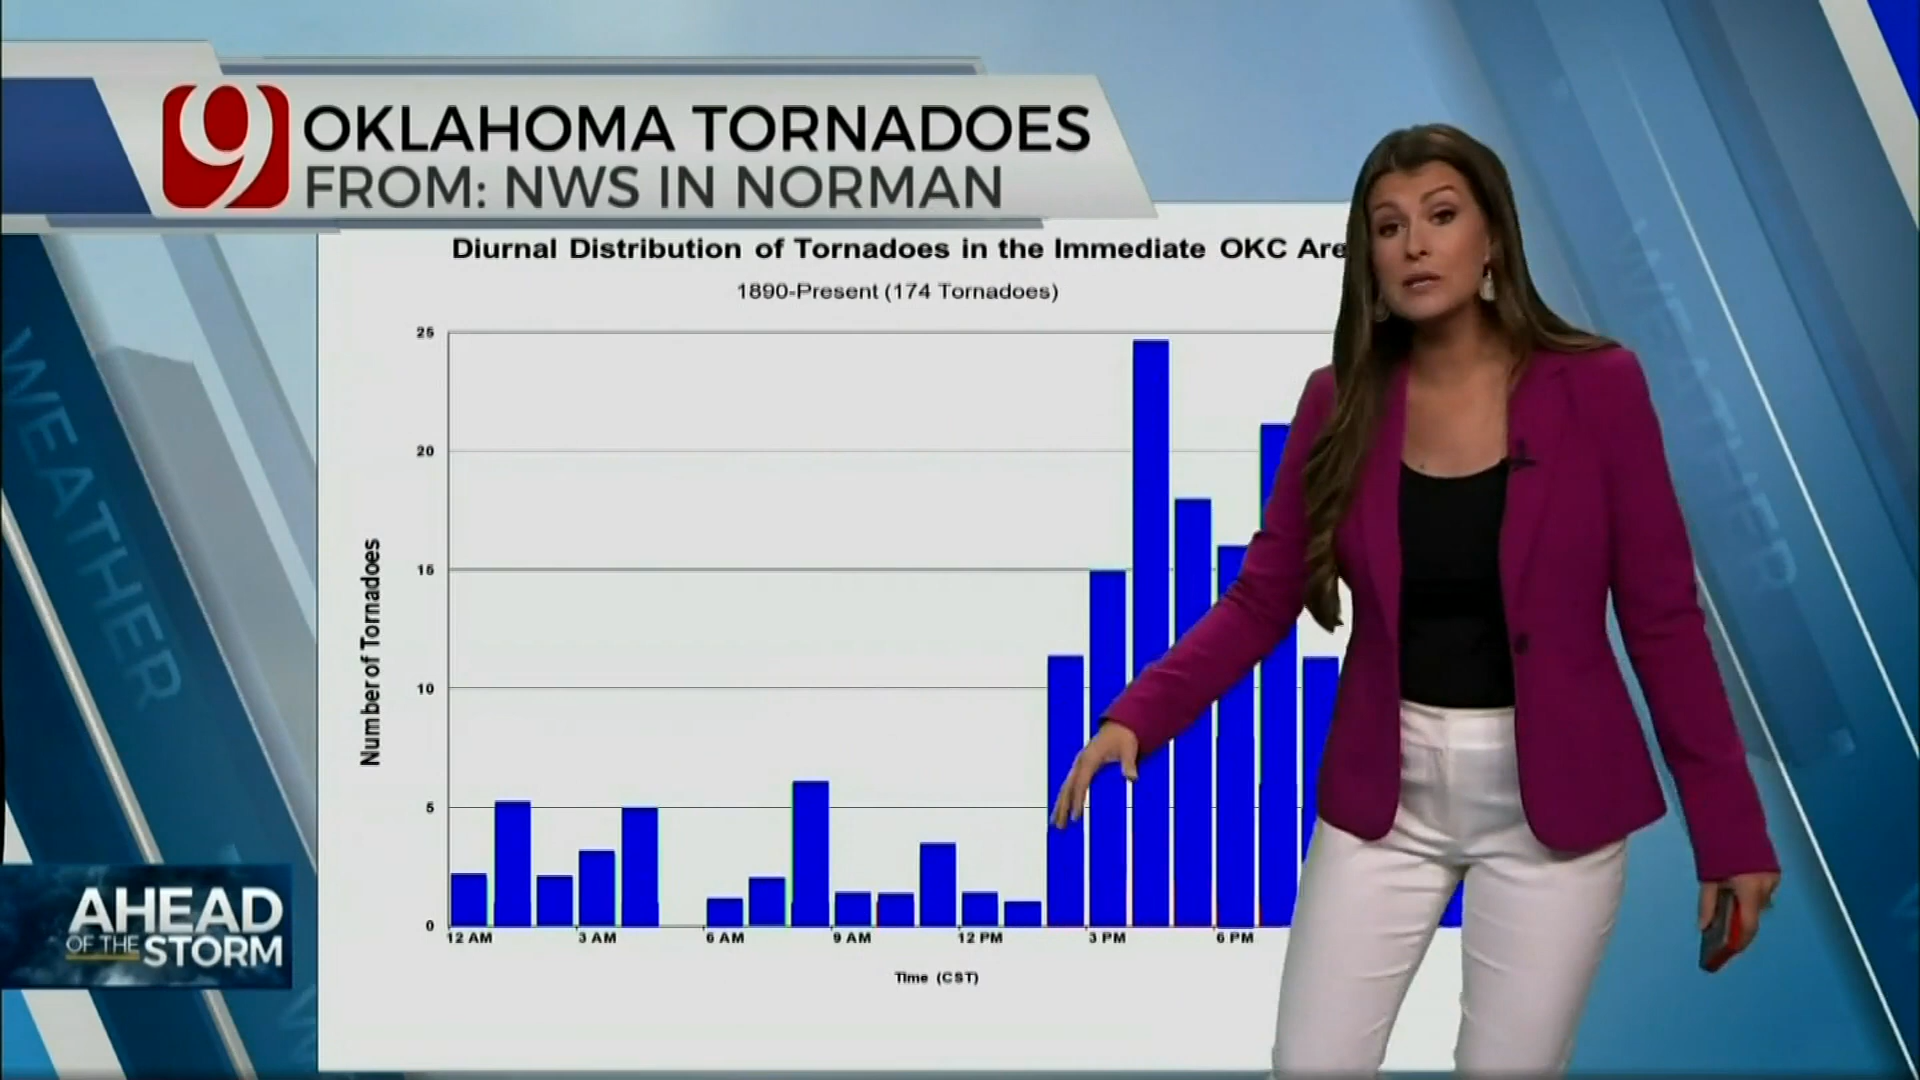 9
OKLAHOMA TORNADOES
FROM: NWS IN NORMAN
Diurnal Distribution of Tornadoes in the Immediate OKC Are
1890-Present (174 Tornadoes)
25
20
15
10
5
0
Number of Tornadoes
12 AM 3 AM 6 AM 9 AM 12 PM 3 PM 6 PM
Time (CST)
WEATHER
WEATHER
AHEAD
OF THE STORM